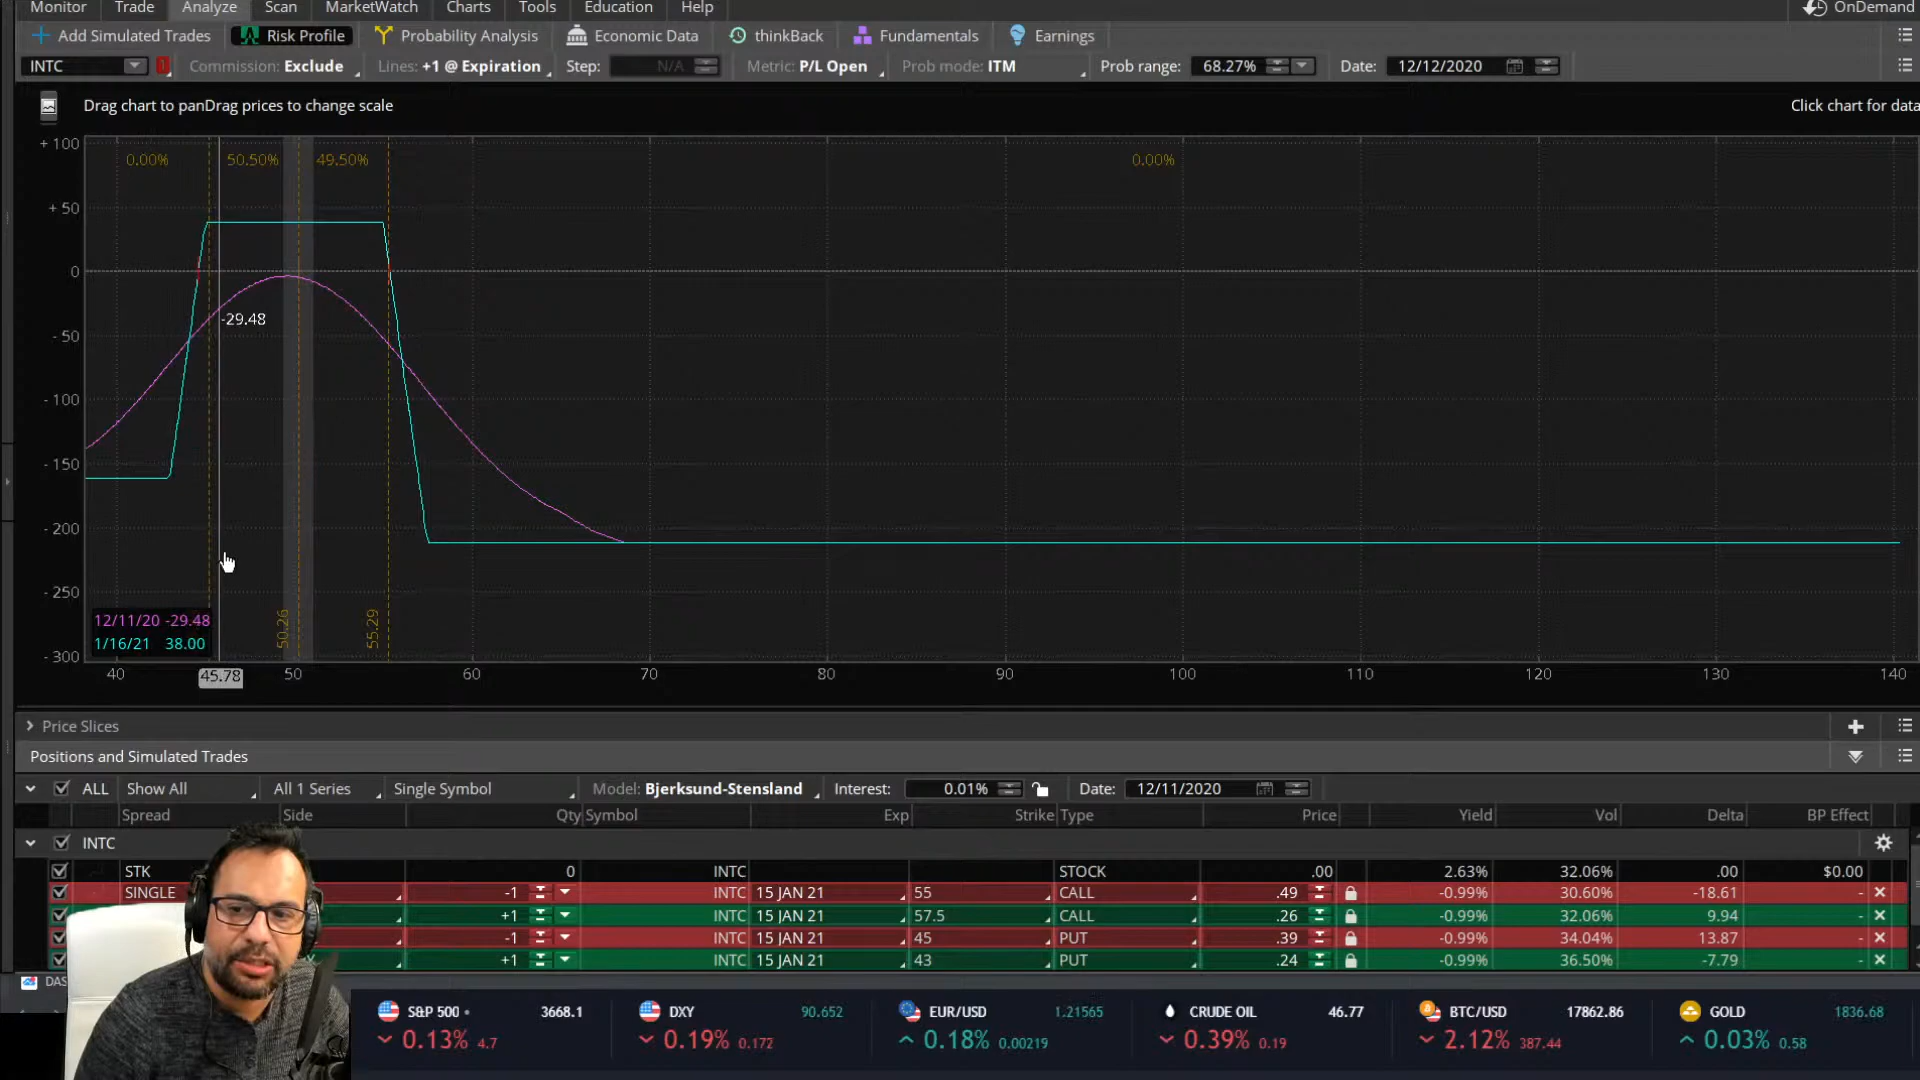 Monitor Trade Analyze Scan MarketWatch Charts Tools Education Help OnDemand
Add Simulated Trades Risk Profile Probability Analysis Economic Data thinkBack Fundamentals Earnings
INTC Commission: Exclude Lines: +1 @ Expiration Step: N/A Metric: P/L Open Prob mode: ITM Prob range: 68.27% Date: 12/12/2020
Drag chart to panDrag prices to change scale Click chart for data
+ 100
0.00% 50.50% 49.50% 0.00%
+ 50
0
-29.48
- 50
- 100
- 150
- 200
- 250
12/11/20 -29.48
1/16/21 38.00
50.26
55.29
- 300
40 45.78 50 60 70 80 90 100 110 120 130 140
Price Slices
Positions and Simulated Trades
ALL Show All All 1 Series Single Symbol Model: Bjerksund-Stensland Interest: 0.01% Date: 12/11/2020
Spread Side Qty Symbol Exp Strike Type Price Yield Vol Delta BP Effect
INTC
STK 0 INTC STOCK .00 2.63% 32.06% .00 $0.00
SINGLE -1 INTC 15 JAN 21 55 CALL .49 -0.99% 30.60% -18.61 -
+1 INTC 15 JAN 21 57.5 CALL .26 -0.99% 32.06% 9.94 -
-1 INTC 15 JAN 21 45 PUT .39 -0.99% 34.04% 13.87 -
+1 INTC 15 JAN 21 43 PUT .24 -0.99% 36.50% -7.79 -
DAS
S&P 500 3668.1 DXY 90.652 EUR/USD 1.21565 CRUDE OIL 46.77 BTC/USD 17862.86 GOLD 1836.68
0.13% 4.7 0.19% 0.172 0.18% 0.00219 0.39% 0.19 2.12% 387.44 0.03% 0.58